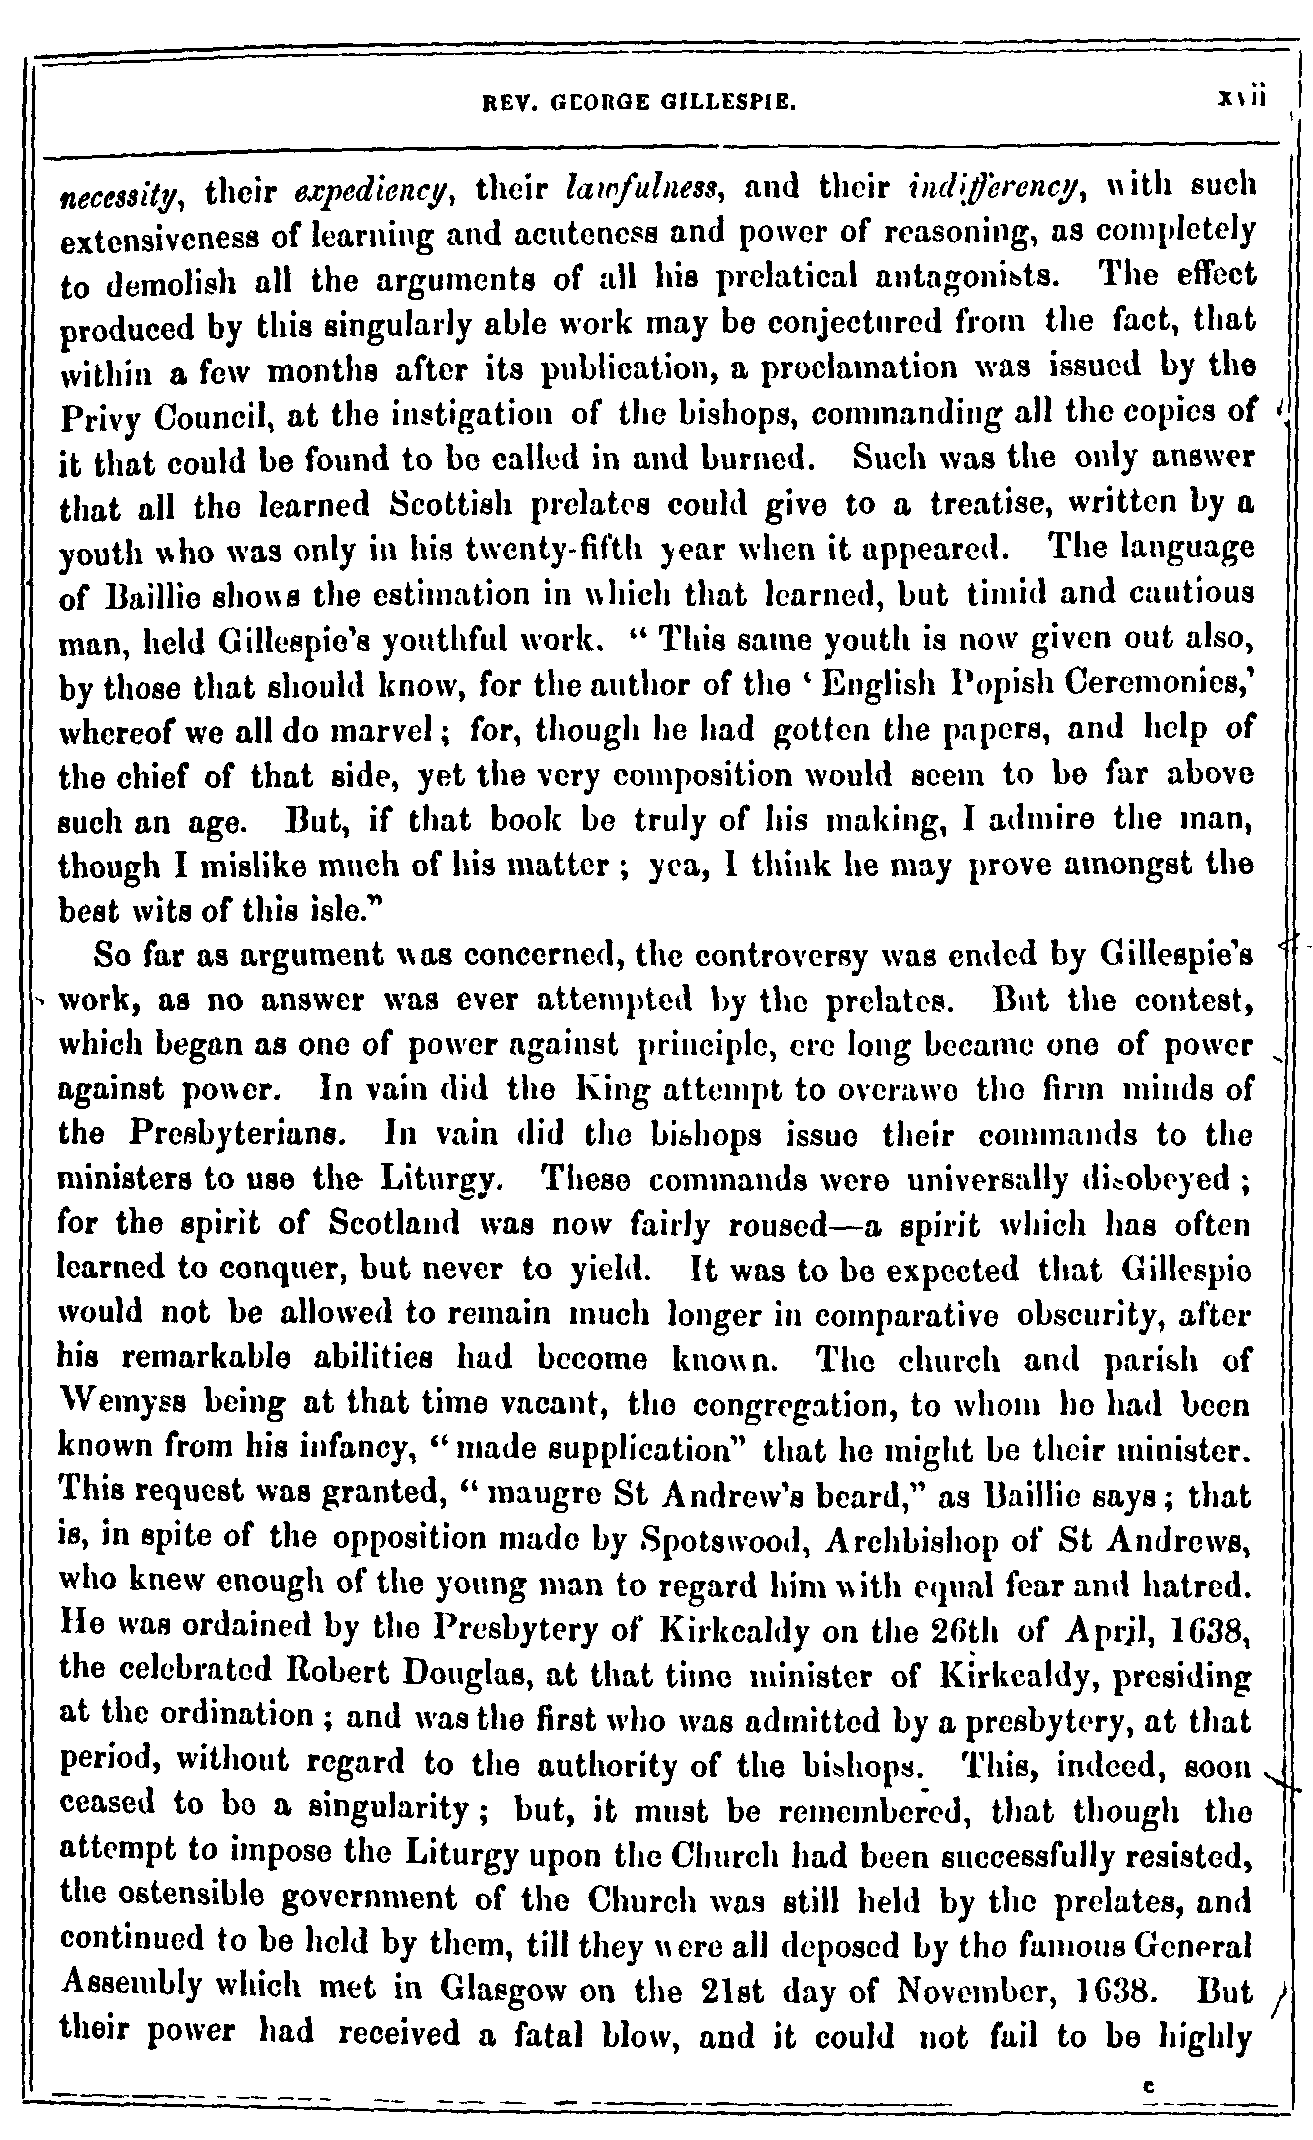 REV. GEORGE GILLESPIE. xvii
necessity, their expediency, their lawfulness, and their indifferency, with such
extensiveness of learning and acuteness and power of reasoning, as completely
to demolish all the arguments of all his prelatical antagonists. The effect
produced by this singularly able work may be conjectured from the fact, that
within a few months after its publication, a proclamation was issued by the
Privy Council, at the instigation of the bishops, commanding all the copies of
it that could be found to be called in and burned. Such was the only answer
that all the learned Scottish prelates could give to a treatise, written by a
youth who was only in his twenty-fifth year when it appeared. The language
of Baillie shows the estimation in which that learned, but timid and cautious
man, held Gillespie's youthful work. “ This same youth is now given out also,
by those that should know, for the author of the ‘ English Popish Ceremonies,’
whereof we all do marvel ; for, though he had gotten the papers, and help of
the chief of that side, yet the very composition would seem to be far above
such an age. But, if that book be truly of his making, I admire the man,
though I mislike much of his matter ; yea, I think he may prove amongst the
best wits of this isle.”
So far as argument was concerned, the controversy was ended by Gillespie's
work, as no answer was ever attempted by the prelates. But the contest,
which began as one of power against principle, ere long became one of power
against power. In vain did the King attempt to overawe the firm minds of
the Presbyterians. In vain did the bishops issue their commands to the
ministers to use the Liturgy. These commands were universally disobeyed ;
for the spirit of Scotland was now fairly roused—a spirit which has often
learned to conquer, but never to yield. It was to be expected that Gillespie
would not be allowed to remain much longer in comparative obscurity, after
his remarkable abilities had become known. The church and parish of
Wemyss being at that time vacant, the congregation, to whom he had been
known from his infancy, “ made supplication” that he might be their minister.
This request was granted, “ maugre St Andrew's beard,” as Baillie says ; that
is, in spite of the opposition made by Spotswood, Archbishop of St Andrews,
who knew enough of the young man to regard him with equal fear and hatred.
He was ordained by the Presbytery of Kirkcaldy on the 26th of April, 1638,
the celebrated Robert Douglas, at that time minister of Kirkcaldy, presiding
at the ordination ; and was the first who was admitted by a presbytery, at that
period, without regard to the authority of the bishops. This, indeed, soon
ceased to be a singularity ; but, it must be remembered, that though the
attempt to impose the Liturgy upon the Church had been successfully resisted,
the ostensible government of the Church was still held by the prelates, and
continued to be held by them, till they were all deposed by the famous General
Assembly which met in Glasgow on the 21st day of November, 1638. But
their power had received a fatal blow, and it could not fail to be highly
c